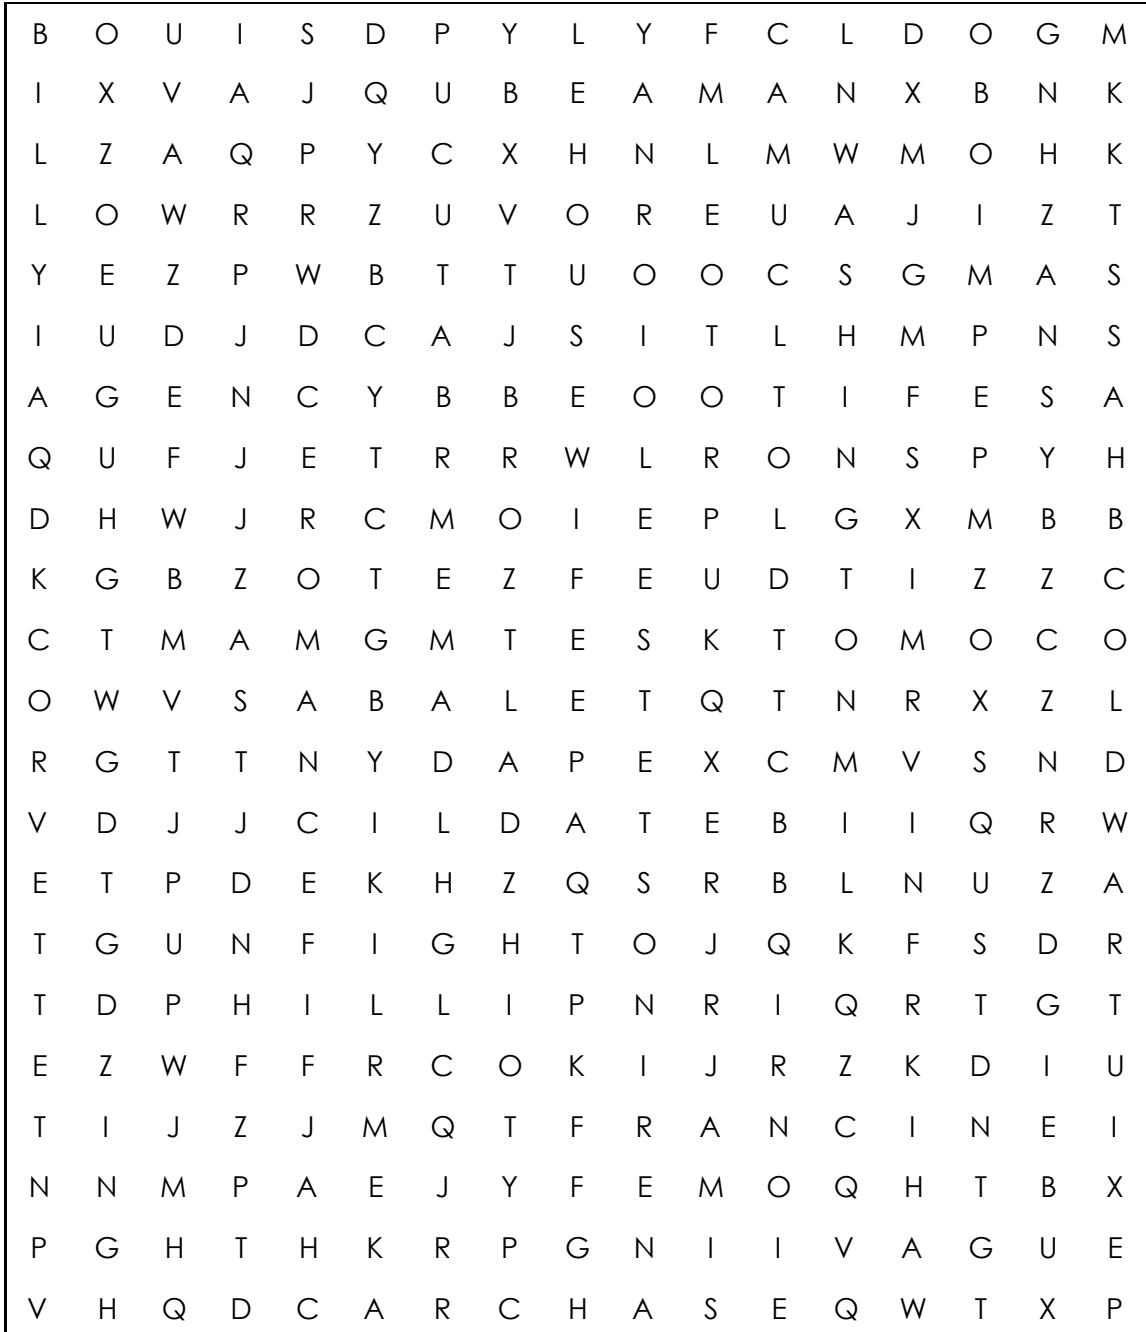 B O U I S D P Y L Y F C L D O G M
I X V A J Q U B E A M A N X B N K
L Z A Q P Y C X H N L M W M O H K
L O W R R Z U V O R E U A J I Z T
Y E Z P W B T T U O O C S G M A S
I U D J D C A J S I T L H M P N S
A G E N C Y B B E O O T I F E S A
Q U F J E T R R W L R O N S P Y H
D H W J R C M O I E P L G X M B B
K G B Z O T E Z F E U D T I Z Z C
C T M A M G M T E S K T O M O C O
O W V S A B A L E T Q T N R X Z L
R G T T N Y D A P E X C M V S N D
V D J J C I L D A T E B I I Q R W
E T P D E K H Z Q S R B L N U Z A
T G U N F I G H T O J Q K F S D R
T D P H I L L I P N R I Q R T G T
E Z W F F R C O K I J R Z K D I U
T I J Z J M Q T F R A N C I N E I
N N M P A E J Y F E M O Q H T B X
P G H T H K R P G N I I V A G U E
V H Q D C A R C H A S E Q W T X P